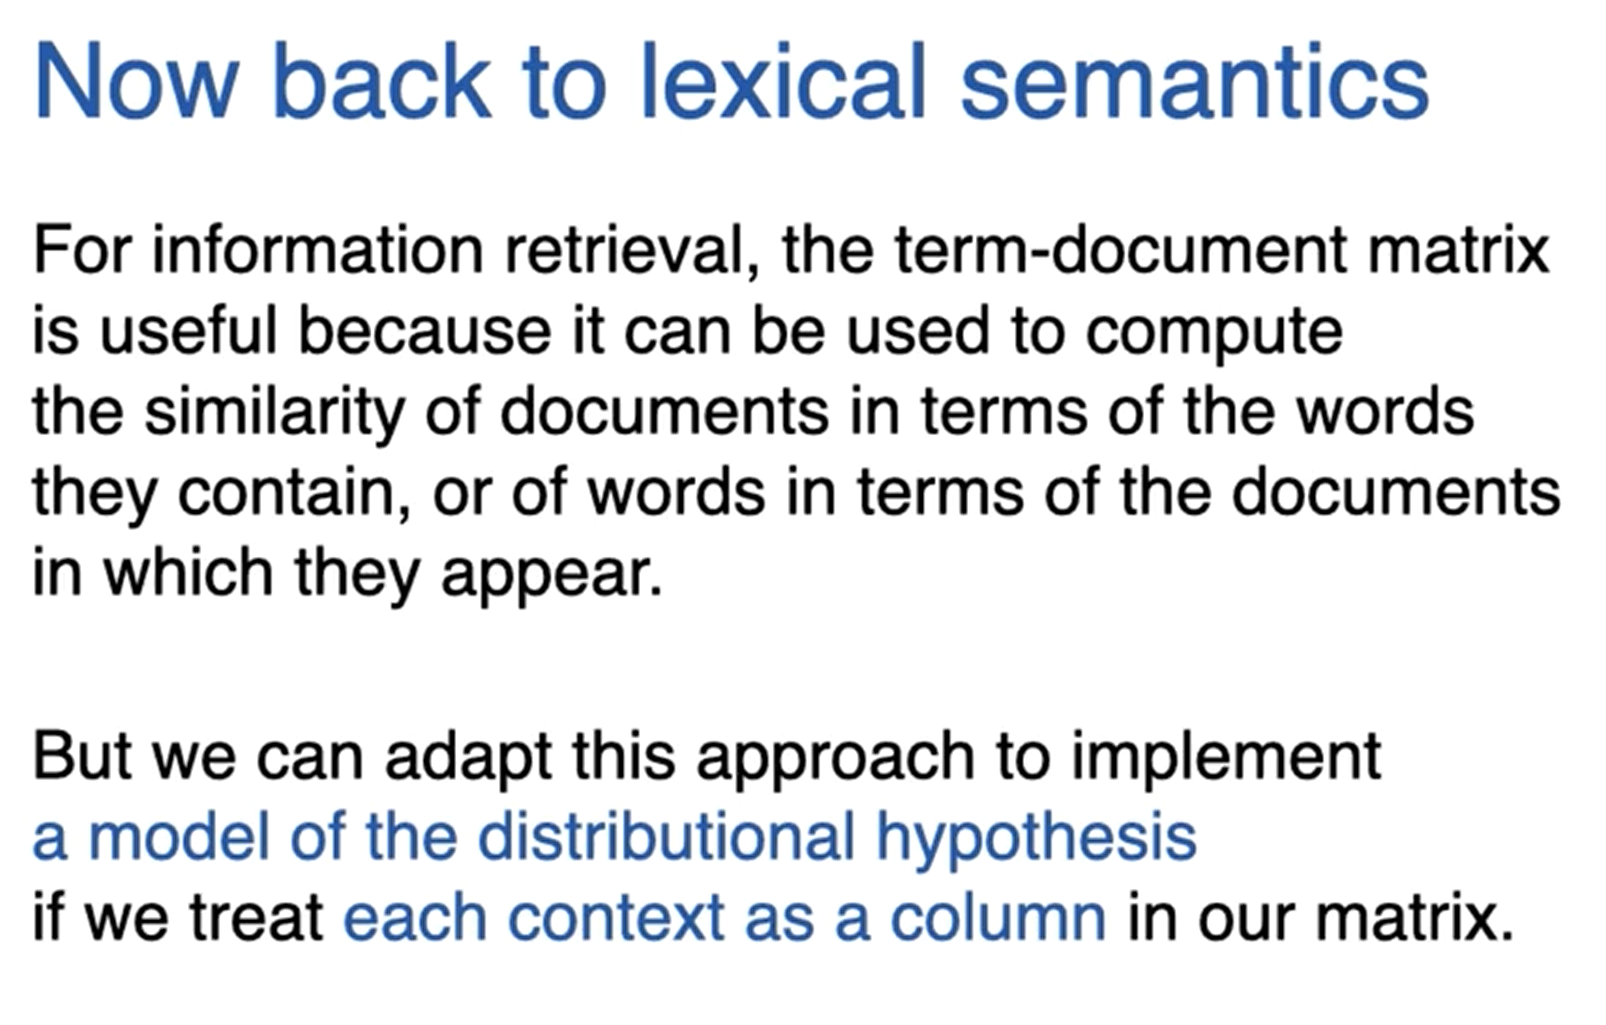 Now back to lexical semantics
For information retrieval, the term-document matrix
is useful because it can be used to compute
the similarity of documents in terms of the words
they contain, or of words in terms of the documents
in which they appear.
But we can adapt this approach to implement
a model of the distributional hypothesis
if we treat each context as a column in our matrix.